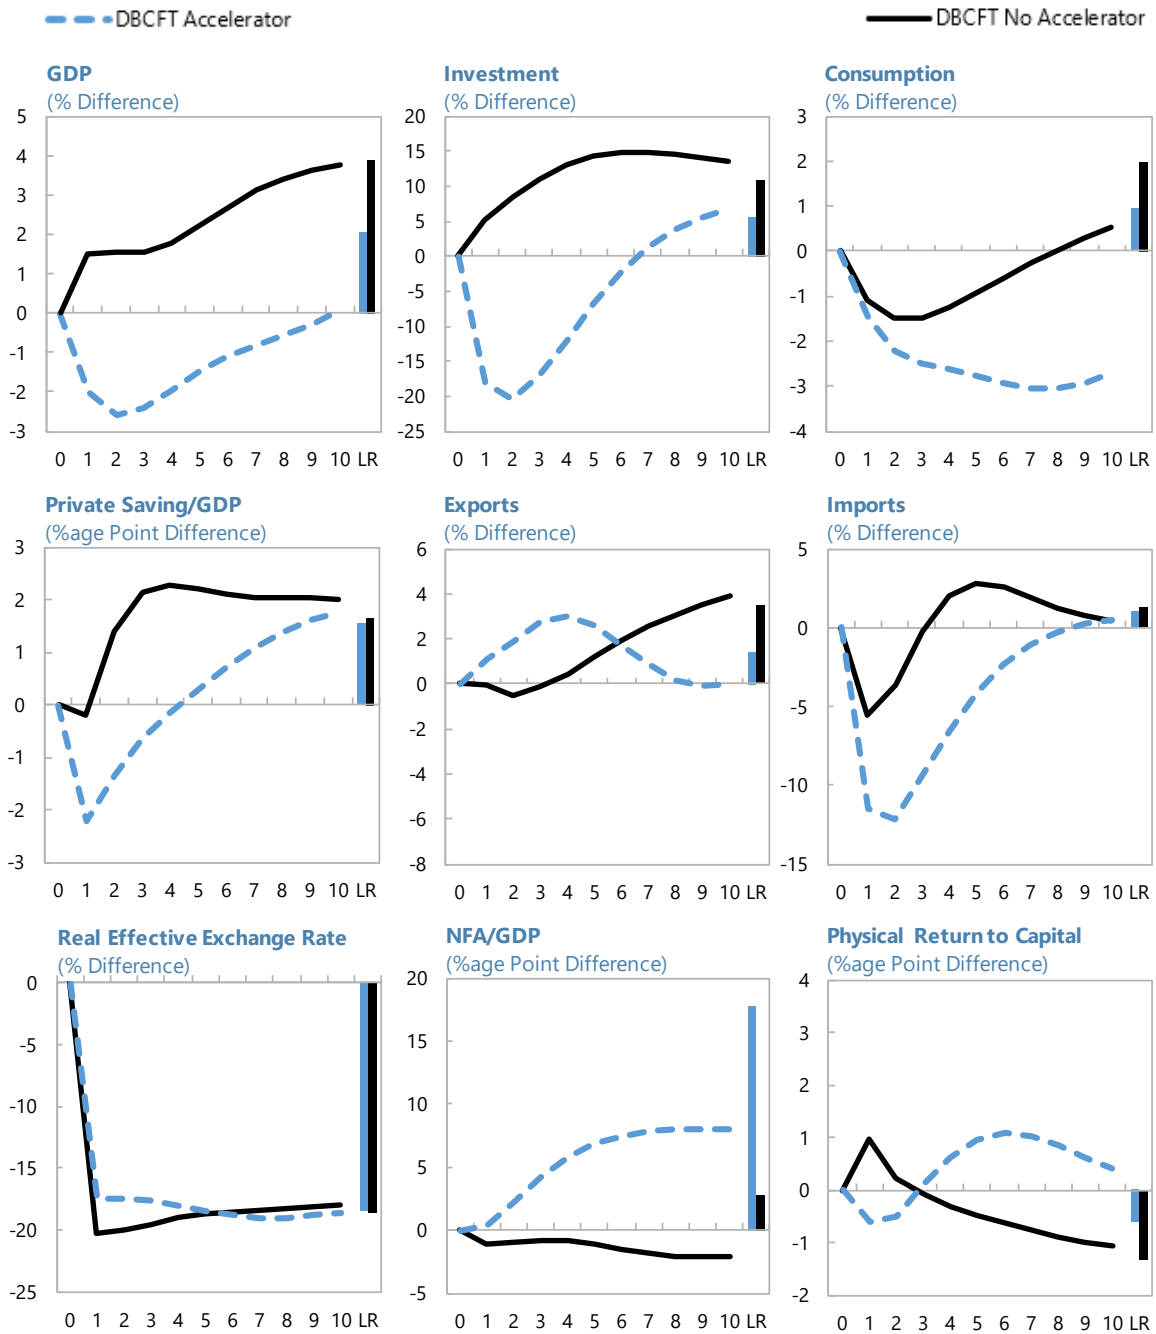 DBCFT Accelerator
DBCFT No Accelerator
GDP
(% Difference)
5
4
3
2
1
0
-1
-2
-3
0 1 2 3 4 5 6 7 8 9 10 LR
Investment
(% Difference)
20
15
10
5
0
-5
-10
-15
-20
-25
0 1 2 3 4 5 6 7 8 9 10 LR
Consumption
(% Difference)
3
2
1
0
-1
-2
-3
-4
0 1 2 3 4 5 6 7 8 9 10 LR
Private Saving/GDP
(%age Point Difference)
3
2
1
0
-1
-2
-3
0 1 2 3 4 5 6 7 8 9 10 LR
Exports
(% Difference)
6
4
2
0
-2
-4
-6
-8
0 1 2 3 4 5 6 7 8 9 10 LR
Imports
(% Difference)
5
0
-5
-10
-15
0 1 2 3 4 5 6 7 8 9 10 LR
Real Effective Exchange Rate
(% Difference)
0
-5
-10
-15
-20
-25
0 1 2 3 4 5 6 7 8 9 10 LR
NFA/GDP
(%age Point Difference)
20
15
10
5
0
-5
0 1 2 3 4 5 6 7 8 9 10 LR
Physical Return to Capital
(%age Point Difference)
4
3
2
1
0
-1
-2
0 1 2 3 4 5 6 7 8 9 10 LR